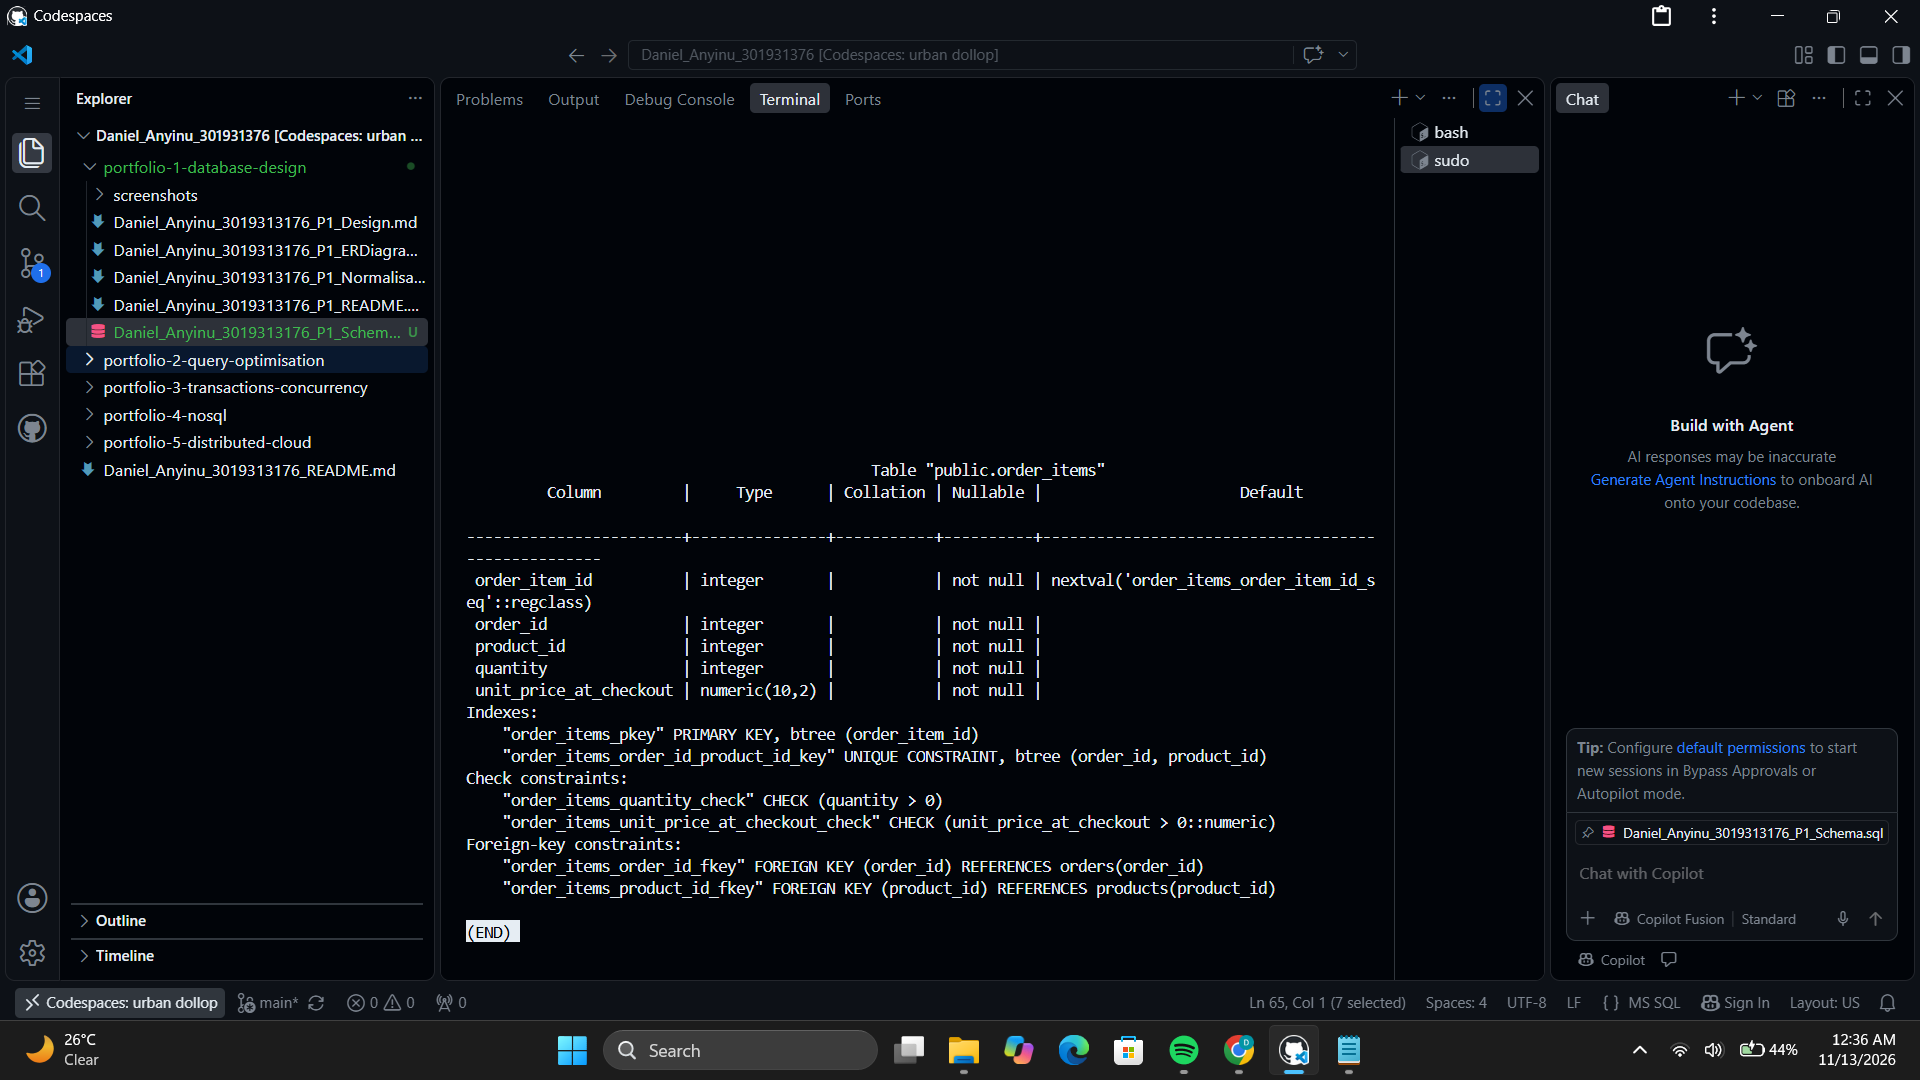 Codespaces
Daniel_Anyinu_301931376 [Codespaces: urban dollop]
Explorer
Daniel_Anyinu_301931376 [Codespaces: urban ...
portfolio-1-database-design
screenshots
Daniel_Anyinu_3019313176_P1_Design.md
Daniel_Anyinu_3019313176_P1_ERDiagra...
Daniel_Anyinu_3019313176_P1_Normalisa...
Daniel_Anyinu_3019313176_P1_README....
Daniel_Anyinu_3019313176_P1_Schem... U
portfolio-2-query-optimisation
portfolio-3-transactions-concurrency
portfolio-4-nosql
portfolio-5-distributed-cloud
Daniel_Anyinu_3019313176_README.md
1
Outline
Timeline
Problems Output Debug Console Terminal Ports
bash
sudo
Table "public.order_items"
Column | Type | Collation | Nullable | Default
------------------------+---------------+-----------+----------+-------------------------------------
---------------
order_item_id | integer | | not null | nextval('order_items_order_item_id_s
eq'::regclass)
order_id | integer | | not null |
product_id | integer | | not null |
quantity | integer | | not null |
unit_price_at_checkout | numeric(10,2) | | not null |
Indexes:
"order_items_pkey" PRIMARY KEY, btree (order_item_id)
"order_items_order_id_product_id_key" UNIQUE CONSTRAINT, btree (order_id, product_id)
Check constraints:
"order_items_quantity_check" CHECK (quantity > 0)
"order_items_unit_price_at_checkout_check" CHECK (unit_price_at_checkout > 0::numeric)
Foreign-key constraints:
"order_items_order_id_fkey" FOREIGN KEY (order_id) REFERENCES orders(order_id)
"order_items_product_id_fkey" FOREIGN KEY (product_id) REFERENCES products(product_id)
(END)
Chat
Build with Agent
AI responses may be inaccurate
Generate Agent Instructions to onboard AI
onto your codebase.
Tip: Configure default permissions to start
new sessions in Bypass Approvals or
Autopilot mode.
Daniel_Anyinu_3019313176_P1_Schema.sql
Chat with Copilot
Copilot Fusion Standard
Copilot
Codespaces: urban dollop main* 0 0 0
Ln 65, Col 1 (7 selected) Spaces: 4 UTF-8 LF {} MS SQL Sign In Layout: US
26°C
Clear
Search
D
44%
12:36 AM
11/13/2026